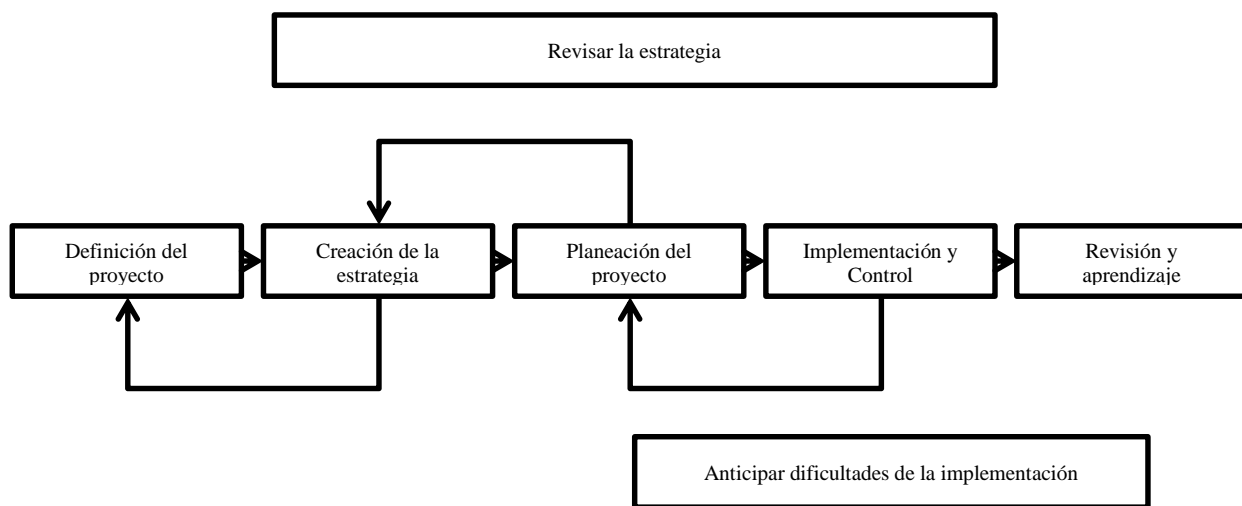 Revisar la estrategia
Definición del
proyecto
Creación de la
estrategia
Planeación del
proyecto
Implementación y
Control
Revisión y
aprendizaje
Anticipar dificultades de la implementación